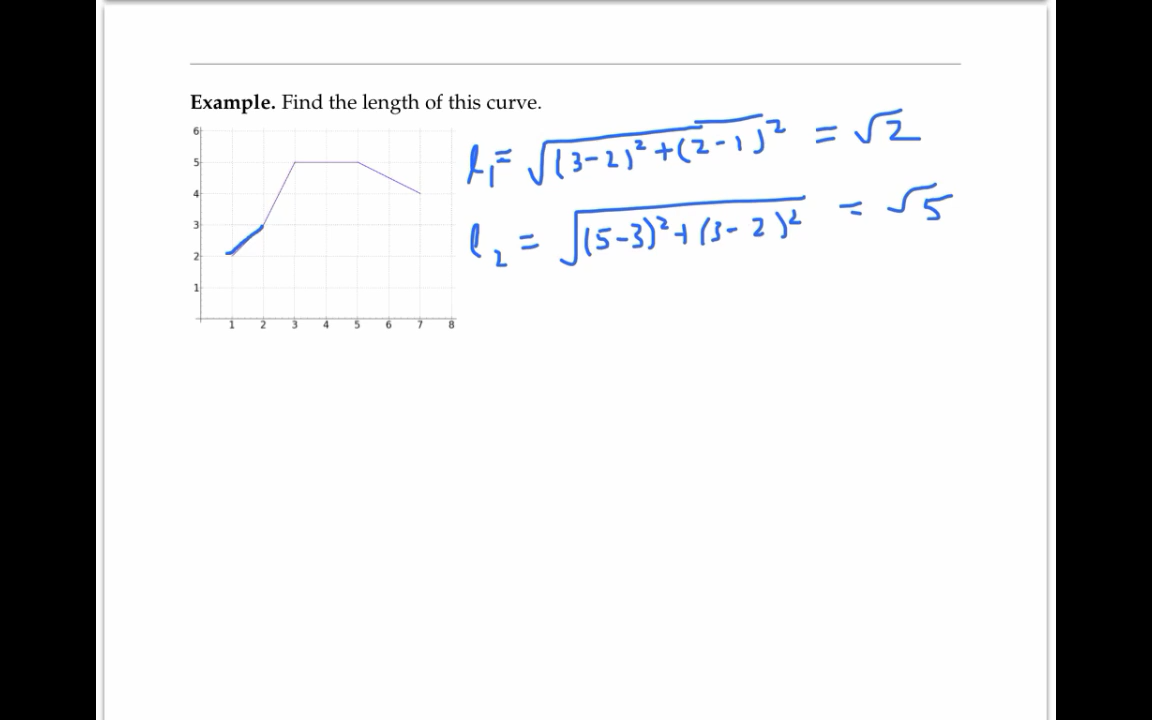 Example. Find the length of this curve.
6
5
4
3
2
1
1 2 3 4 5 6 7 8
l₁ = √((3-2)² + (2-1)²) = √2
l₂ = √((5-3)² + (3-2)²) = √5